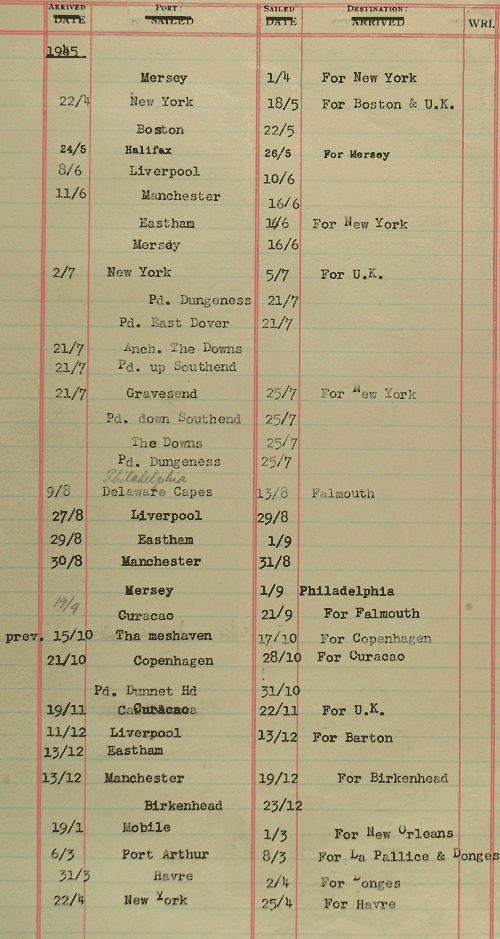 ARRIVED PORT: SAILED DESTINATION:
DATE SAILED DATE ARRIVED WRI.
1945
Mersey 1/4 For New York
22/4 New York 18/5 For Boston & U.K.
Boston 22/5
24/5 Halifax 26/5 For Mersey
8/6 Liverpool 10/6
11/6 Manchester 16/6
Eastham 16/6 For New York
Mersey 16/6
2/7 New York 5/7 For U.K.
Pd. Dungeness 21/7
Pd. East Dover 21/7
21/7 Anch. The Downs
21/7 Pd. up Southend
21/7 Gravesend 25/7 For New York
Pd. down Southend 25/7
The Downs 25/7
Pd. Dungeness 25/7
Philadelphia
9/8 Delaware Capes 13/8 Falmouth
27/8 Liverpool 29/8
29/8 Eastham 1/9
30/8 Manchester 31/8
Mersey 1/9 Philadelphia
19/9 Curacao 21/9 For Falmouth
prev. 15/10 Tha meshaven 17/10 For Copenhagen
21/10 Copenhagen 28/10 For Curacao
Pd. Dunnet Hd 31/10
19/11 Curacao 22/11 For U.K.
11/12 Liverpool 13/12 For Barton
13/12 Eastham
13/12 Manchester 19/12 For Birkenhead
Birkenhead 23/12
19/1 Mobile 1/3 For New Orleans
6/3 Port Arthur 8/3 For La Pallice & Donges
31/3 Havre 2/4 For Donges
22/4 New York 25/4 For Havre